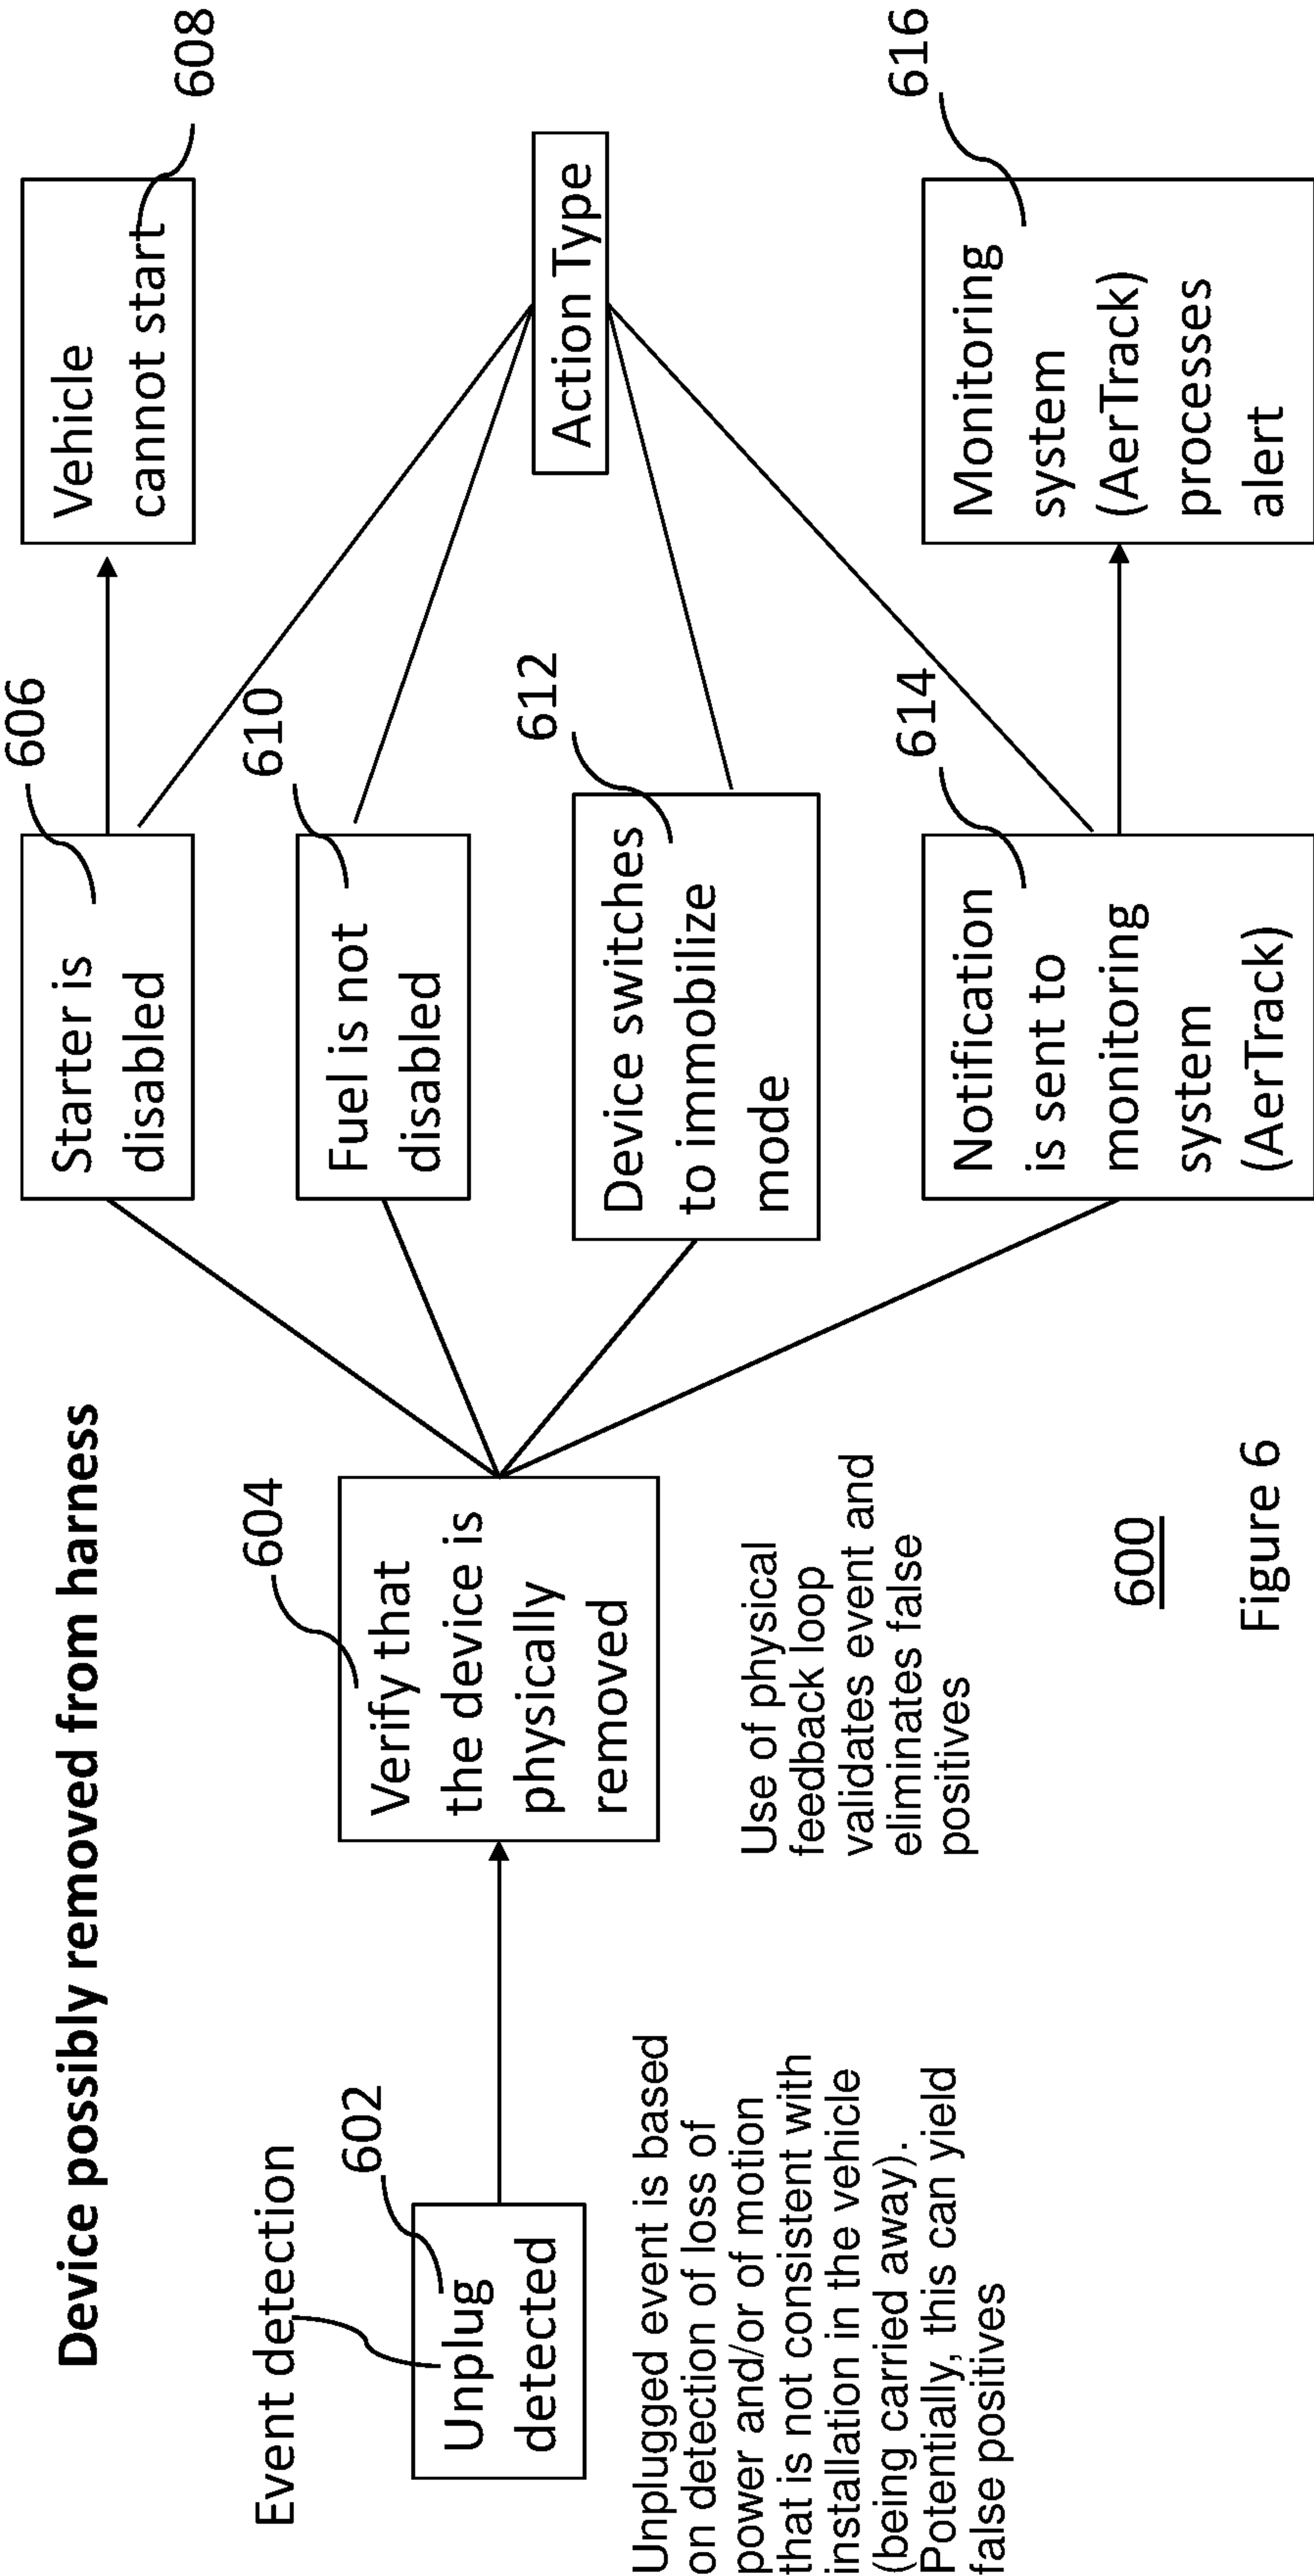 Device possibly removed from harness
Event detection
602
Unplug
detected
Unplugged event is based
on detection of loss of
power and/or of motion
that is not consistent with
installation in the vehicle
(being carried away).
Potentially, this can yield
false positives
604
Verify that
the device is
physically
removed
Use of physical
feedback loop
validates event and
eliminates false
positives
606
Starter is
disabled
608
Vehicle
cannot start
610
Fuel is not
disabled
612
Device switches
to immobilize
mode
Action Type
614
Notification
is sent to
monitoring
system
(AerTrack)
616
Monitoring
system
(AerTrack)
processes
alert
600
Figure 6